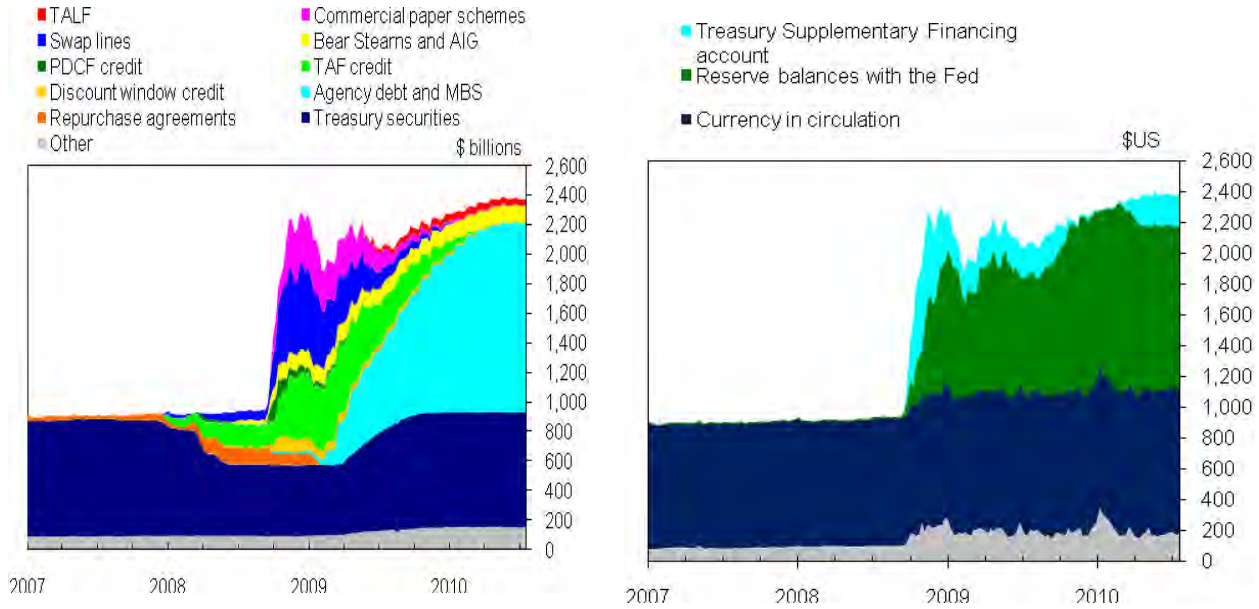 TALF
Swap lines
PDCF credit
Discount window credit
Repurchase agreements
Other
Commercial paper schemes
Bear Stearns and AIG
TAF credit
Agency debt and MBS
Treasury securities
$ billions
2,600
2,400
2,200
2,000
1,800
1,600
1,400
1,200
1,000
800
600
400
200
0
2007 2008 2009 2010
Treasury Supplementary Financing
account
Reserve balances with the Fed
Currency in circulation
$US
2,600
2,400
2,200
2,000
1,800
1,600
1,400
1,200
1,000
800
600
400
200
0
2007 2008 2009 2010